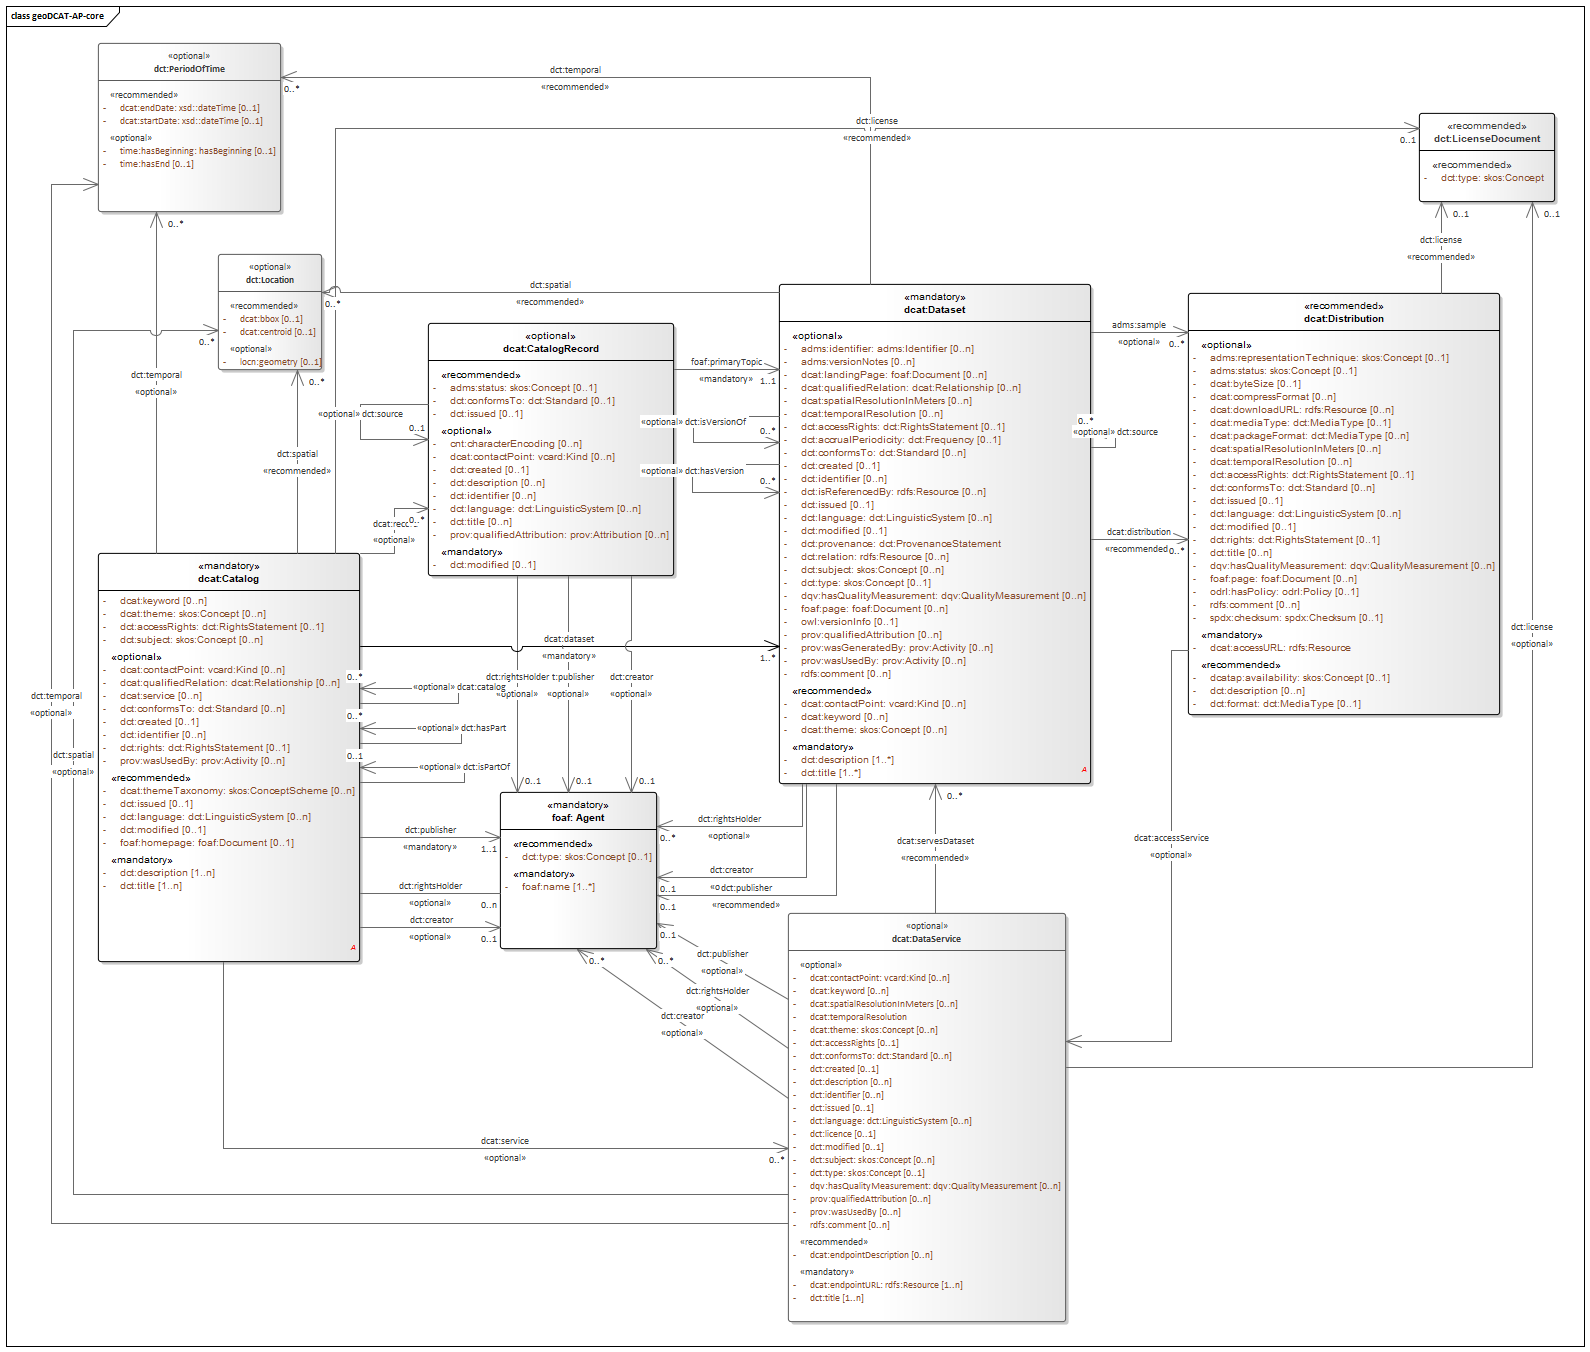 class geoDCAT-AP-core
«optional»
dct:PeriodOfTime
«recommended»
- dcat:endDate: xsd::dateTime [0..1]
- dcat:startDate: xsd::dateTime [0..1]
«optional»
- time:hasBeginning: hasBeginning [0..1]
- time:hasEnd [0..1]
dct:temporal
«recommended»
0..*
dct:license
«recommended»
0..1
«recommended»
dct:LicenseDocument
«recommended»
- dct:type: skos:Concept
0..*
0..1
0..1
dct:license
«recommended»
«optional»
dct:Location
«recommended»
- dcat:bbox [0..1]
- dcat:centroid [0..1]
«optional»
- locn:geometry [0..1]
dct:spatial
«recommended»
0..*
0..*
0..*
dct:temporal
«optional»
dct:spatial
«recommended»
«optional»
dcat:CatalogRecord
«recommended»
- adms:status: skos:Concept [0..1]
- dct:conformsTo: dct:Standard [0..1]
- dct:issued [0..1]
«optional»
- cnt:characterEncoding [0..n]
- dcat:contactPoint: vcard:Kind [0..n]
- dct:created [0..1]
- dct:description [0..n]
- dct:identifier [0..n]
- dct:language: dct:LinguisticSystem [0..n]
- dct:title [0..n]
- prov:qualifiedAttribution: prov:Attribution [0..n]
«mandatory»
- dct:modified [0..1]
«optional» dct:source
0..1
0..*
«optional»
foaf:primaryTopic
«mandatory»
1..1
«optional» dct:isVersionOf
0..*
«optional» dct:hasVersion
0..*
«mandatory»
dcat:Dataset
«optional»
- adms:identifier: adms:Identifier [0..n]
- adms:versionNotes [0..n]
- dcat:landingPage: foaf:Document [0..n]
- dcat:qualifiedRelation: dcat:Relationship [0..n]
- dcat:spatialResolutionInMeters [0..n]
- dcat:temporalResolution [0..n]
- dct:accessRights: dct:RightsStatement [0..1]
- dct:accrualPeriodicity: dct:Frequency [0..1]
- dct:conformsTo: dct:Standard [0..n]
- dct:created [0..1]
- dct:identifier [0..n]
- dct:isReferencedBy: rdfs:Resource [0..n]
- dct:issued [0..1]
- dct:language: dct:LinguisticSystem [0..n]
- dct:modified [0..1]
- dct:provenance: dct:ProvenanceStatement
- dct:relation: rdfs:Resource [0..n]
- dct:subject: skos:Concept [0..n]
- dct:type: skos:Concept [0..1]
- dqv:hasQualityMeasurement: dqv:QualityMeasurement [0..n]
- foaf:page: foaf:Document [0..n]
- owl:versionInfo [0..1]
- prov:qualifiedAttribution [0..n]
- prov:wasGeneratedBy: prov:Activity [0..n]
- prov:wasUsedBy: prov:Activity [0..n]
- rdfs:comment [0..n]
«recommended»
- dcat:contactPoint: vcard:Kind [0..n]
- dcat:keyword [0..n]
- dcat:theme: skos:Concept [0..n]
«mandatory»
- dct:description [1..*]
- dct:title [1..*]
A
adms:sample
«optional»
0..*
0..*
«optional» dct:source
dcat:distribution
«recommended»
0..*
«recommended»
dcat:Distribution
«optional»
- adms:representationTechnique: skos:Concept [0..1]
- adms:status: skos:Concept [0..1]
- dcat:byteSize [0..1]
- dcat:compressFormat [0..n]
- dcat:downloadURL: rdfs:Resource [0..n]
- dcat:mediaType: dct:MediaType [0..1]
- dcat:packageFormat: dct:MediaType [0..n]
- dcat:spatialResolutionInMeters [0..n]
- dcat:temporalResolution [0..n]
- dct:accessRights: dct:RightsStatement [0..1]
- dct:conformsTo: dct:Standard [0..n]
- dct:issued [0..1]
- dct:language: dct:LinguisticSystem [0..n]
- dct:modified [0..1]
- dct:rights: dct:RightsStatement [0..1]
- dct:title [0..n]
- dqv:hasQualityMeasurement: dqv:QualityMeasurement [0..n]
- foaf:page: foaf:Document [0..n]
- odrl:hasPolicy: odrl:Policy [0..1]
- rdfs:comment [0..n]
- spdx:checksum: spdx:Checksum [0..1]
«mandatory»
- dcat:accessURL: rdfs:Resource
«recommended»
- dcatap:availability: skos:Concept [0..1]
- dct:description [0..n]
- dct:format: dct:MediaType [0..1]
dct:license
«optional»
«mandatory»
dcat:Catalog
- dcat:keyword [0..n]
- dcat:theme: skos:Concept [0..n]
- dct:accessRights: dct:RightsStatement [0..1]
- dct:subject: skos:Concept [0..n]
«optional»
- dcat:contactPoint: vcard:Kind [0..n]
- dcat:qualifiedRelation: dcat:Relationship [0..n]
- dcat:service [0..n]
- dct:conformsTo: dct:Standard [0..n]
- dct:created [0..1]
- dct:identifier [0..n]
- dct:rights: dct:RightsStatement [0..1]
- prov:wasUsedBy: prov:Activity [0..n]
«recommended»
- dcat:themeTaxonomy: skos:ConceptScheme [0..n]
- dct:issued [0..1]
- dct:language: dct:LinguisticSystem [0..n]
- dct:modified [0..1]
- foaf:homepage: foaf:Document [0..1]
«mandatory»
- dct:description [1..n]
- dct:title [1..n]
A
dct:temporal
«optional»
dct:spatial
«optional»
dcat:dataset
«mandatory»
1..*
0..*
«optional» dcat:catalog
0..*
«optional» dct:hasPart
0..1
«optional» dct:isPartOf
dct:rightsHolder
«optional»
t:publisher
«optional»
dct:creator
«optional»
0..1
0..1
0..1
«mandatory»
foaf: Agent
«recommended»
- dct:type: skos:Concept [0..1]
«mandatory»
- foaf:name [1..*]
dct:publisher
«mandatory»
1..1
dct:rightsHolder
«optional»
0..n
dct:creator
«optional»
0..1
dct:rightsHolder
«optional»
0..*
dct:creator
0..1
dct:publisher
«recommended»
0..1
dcat:servesDataset
«recommended»
0..*
dcat:accessService
«optional»
0..1
dct:publisher
«optional»
0..*
dct:rightsHolder
«optional»
0..*
dct:creator
«optional»
«optional»
dcat:DataService
«optional»
- dcat:contactPoint: vcard:Kind [0..n]
- dcat:keyword [0..n]
- dcat:spatialResolutionInMeters [0..n]
- dcat:temporalResolution
- dcat:theme: skos:Concept [0..n]
- dct:accessRights [0..1]
- dct:conformsTo: dct:Standard [0..n]
- dct:created [0..1]
- dct:description [0..n]
- dct:identifier [0..n]
- dct:issued [0..1]
- dct:language: dct:LinguisticSystem [0..n]
- dct:licence [0..1]
- dct:modified [0..1]
- dct:subject: skos:Concept [0..n]
- dct:type: skos:Concept [0..1]
- dqv:hasQualityMeasurement: dqv:QualityMeasurement [0..n]
- prov:qualifiedAttribution [0..n]
- prov:wasUsedBy [0..n]
- rdfs:comment [0..n]
«recommended»
- dcat:endpointDescription [0..n]
«mandatory»
- dcat:endpointURL: rdfs:Resource [1..n]
- dct:title [1..n]
dcat:service
«optional»
0..*